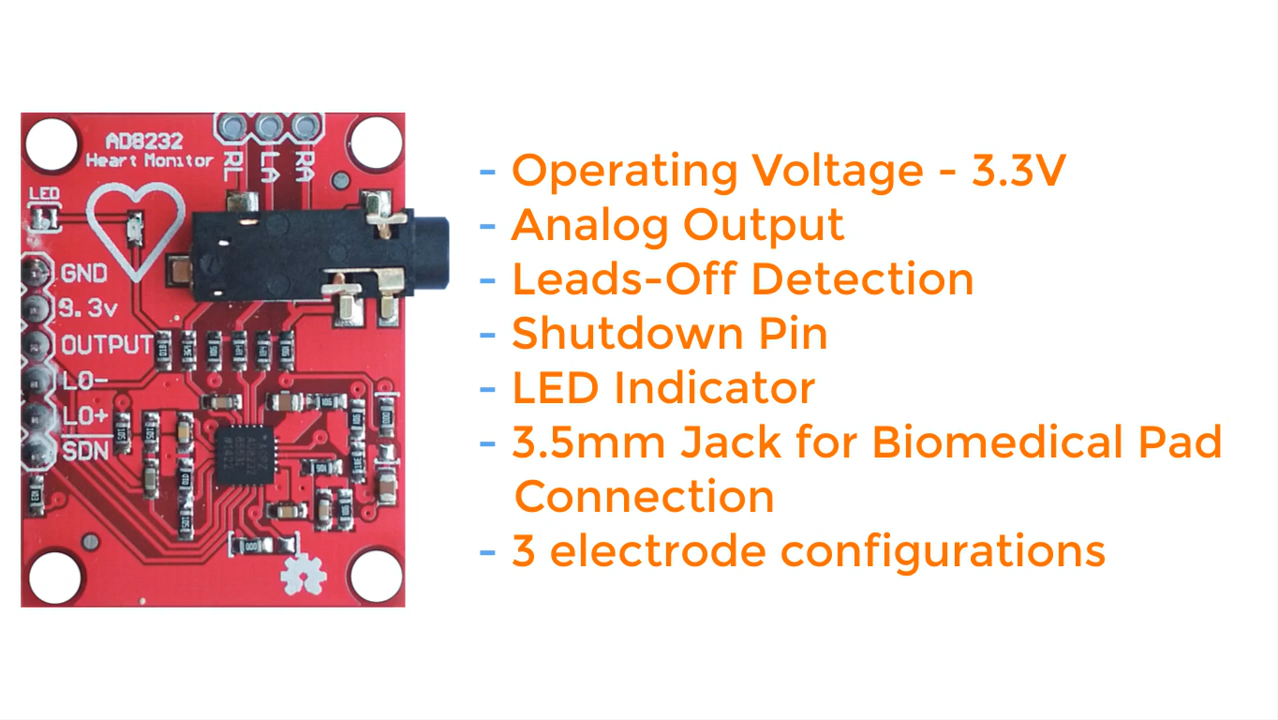 AD8232
Heart Monitor
RL
LA
RA
LED
GND
3.3v
OUTPUT
LO-
LO+
SDN
- Operating Voltage - 3.3V
- Analog Output
- Leads-Off Detection
- Shutdown Pin
- LED Indicator
- 3.5mm Jack for Biomedical Pad
Connection
- 3 electrode configurations